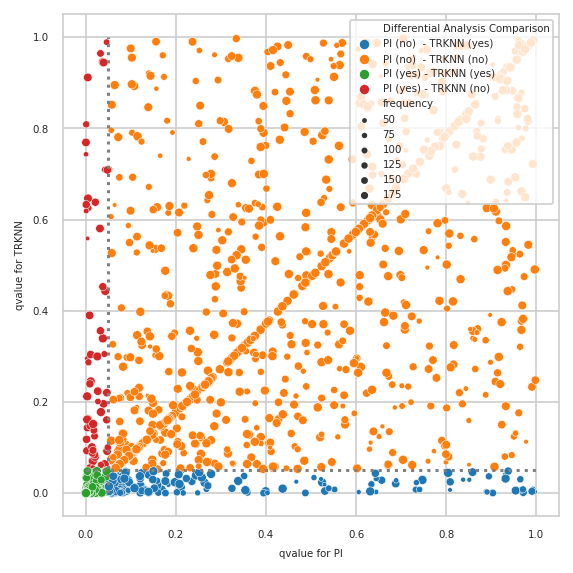 Differential Analysis Comparison
PI (no) - TRKNN (yes)
PI (no) - TRKNN (no)
PI (yes) - TRKNN (yes)
PI (yes) - TRKNN (no)
frequency
50
75
100
125
150
175
qvalue for TRKNN
1.0
0.8
0.6
0.4
0.2
0.0
0.0 0.2 0.4 0.6 0.8 1.0
qvalue for PI